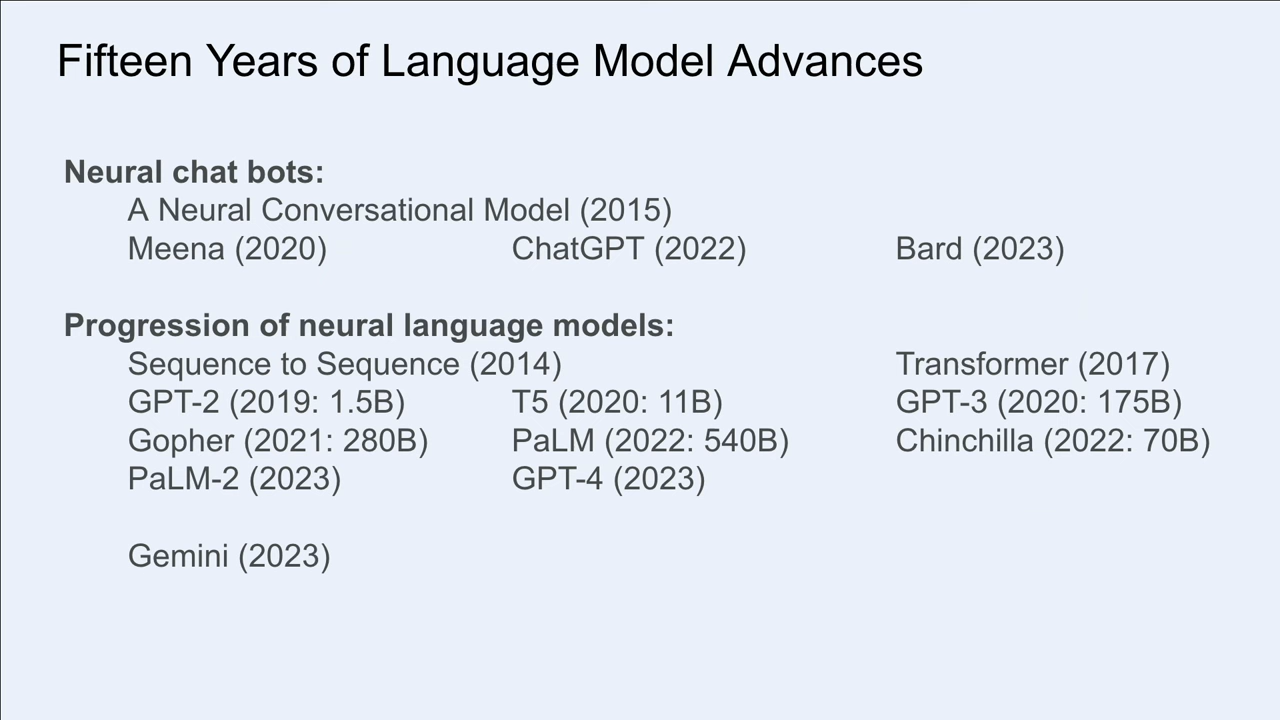 Fifteen Years of Language Model Advances
Neural chat bots:
A Neural Conversational Model (2015)
Meena (2020) ChatGPT (2022) Bard (2023)
Progression of neural language models:
Sequence to Sequence (2014) Transformer (2017)
GPT-2 (2019: 1.5B) T5 (2020: 11B) GPT-3 (2020: 175B)
Gopher (2021: 280B) PaLM (2022: 540B) Chinchilla (2022: 70B)
PaLM-2 (2023) GPT-4 (2023)
Gemini (2023)